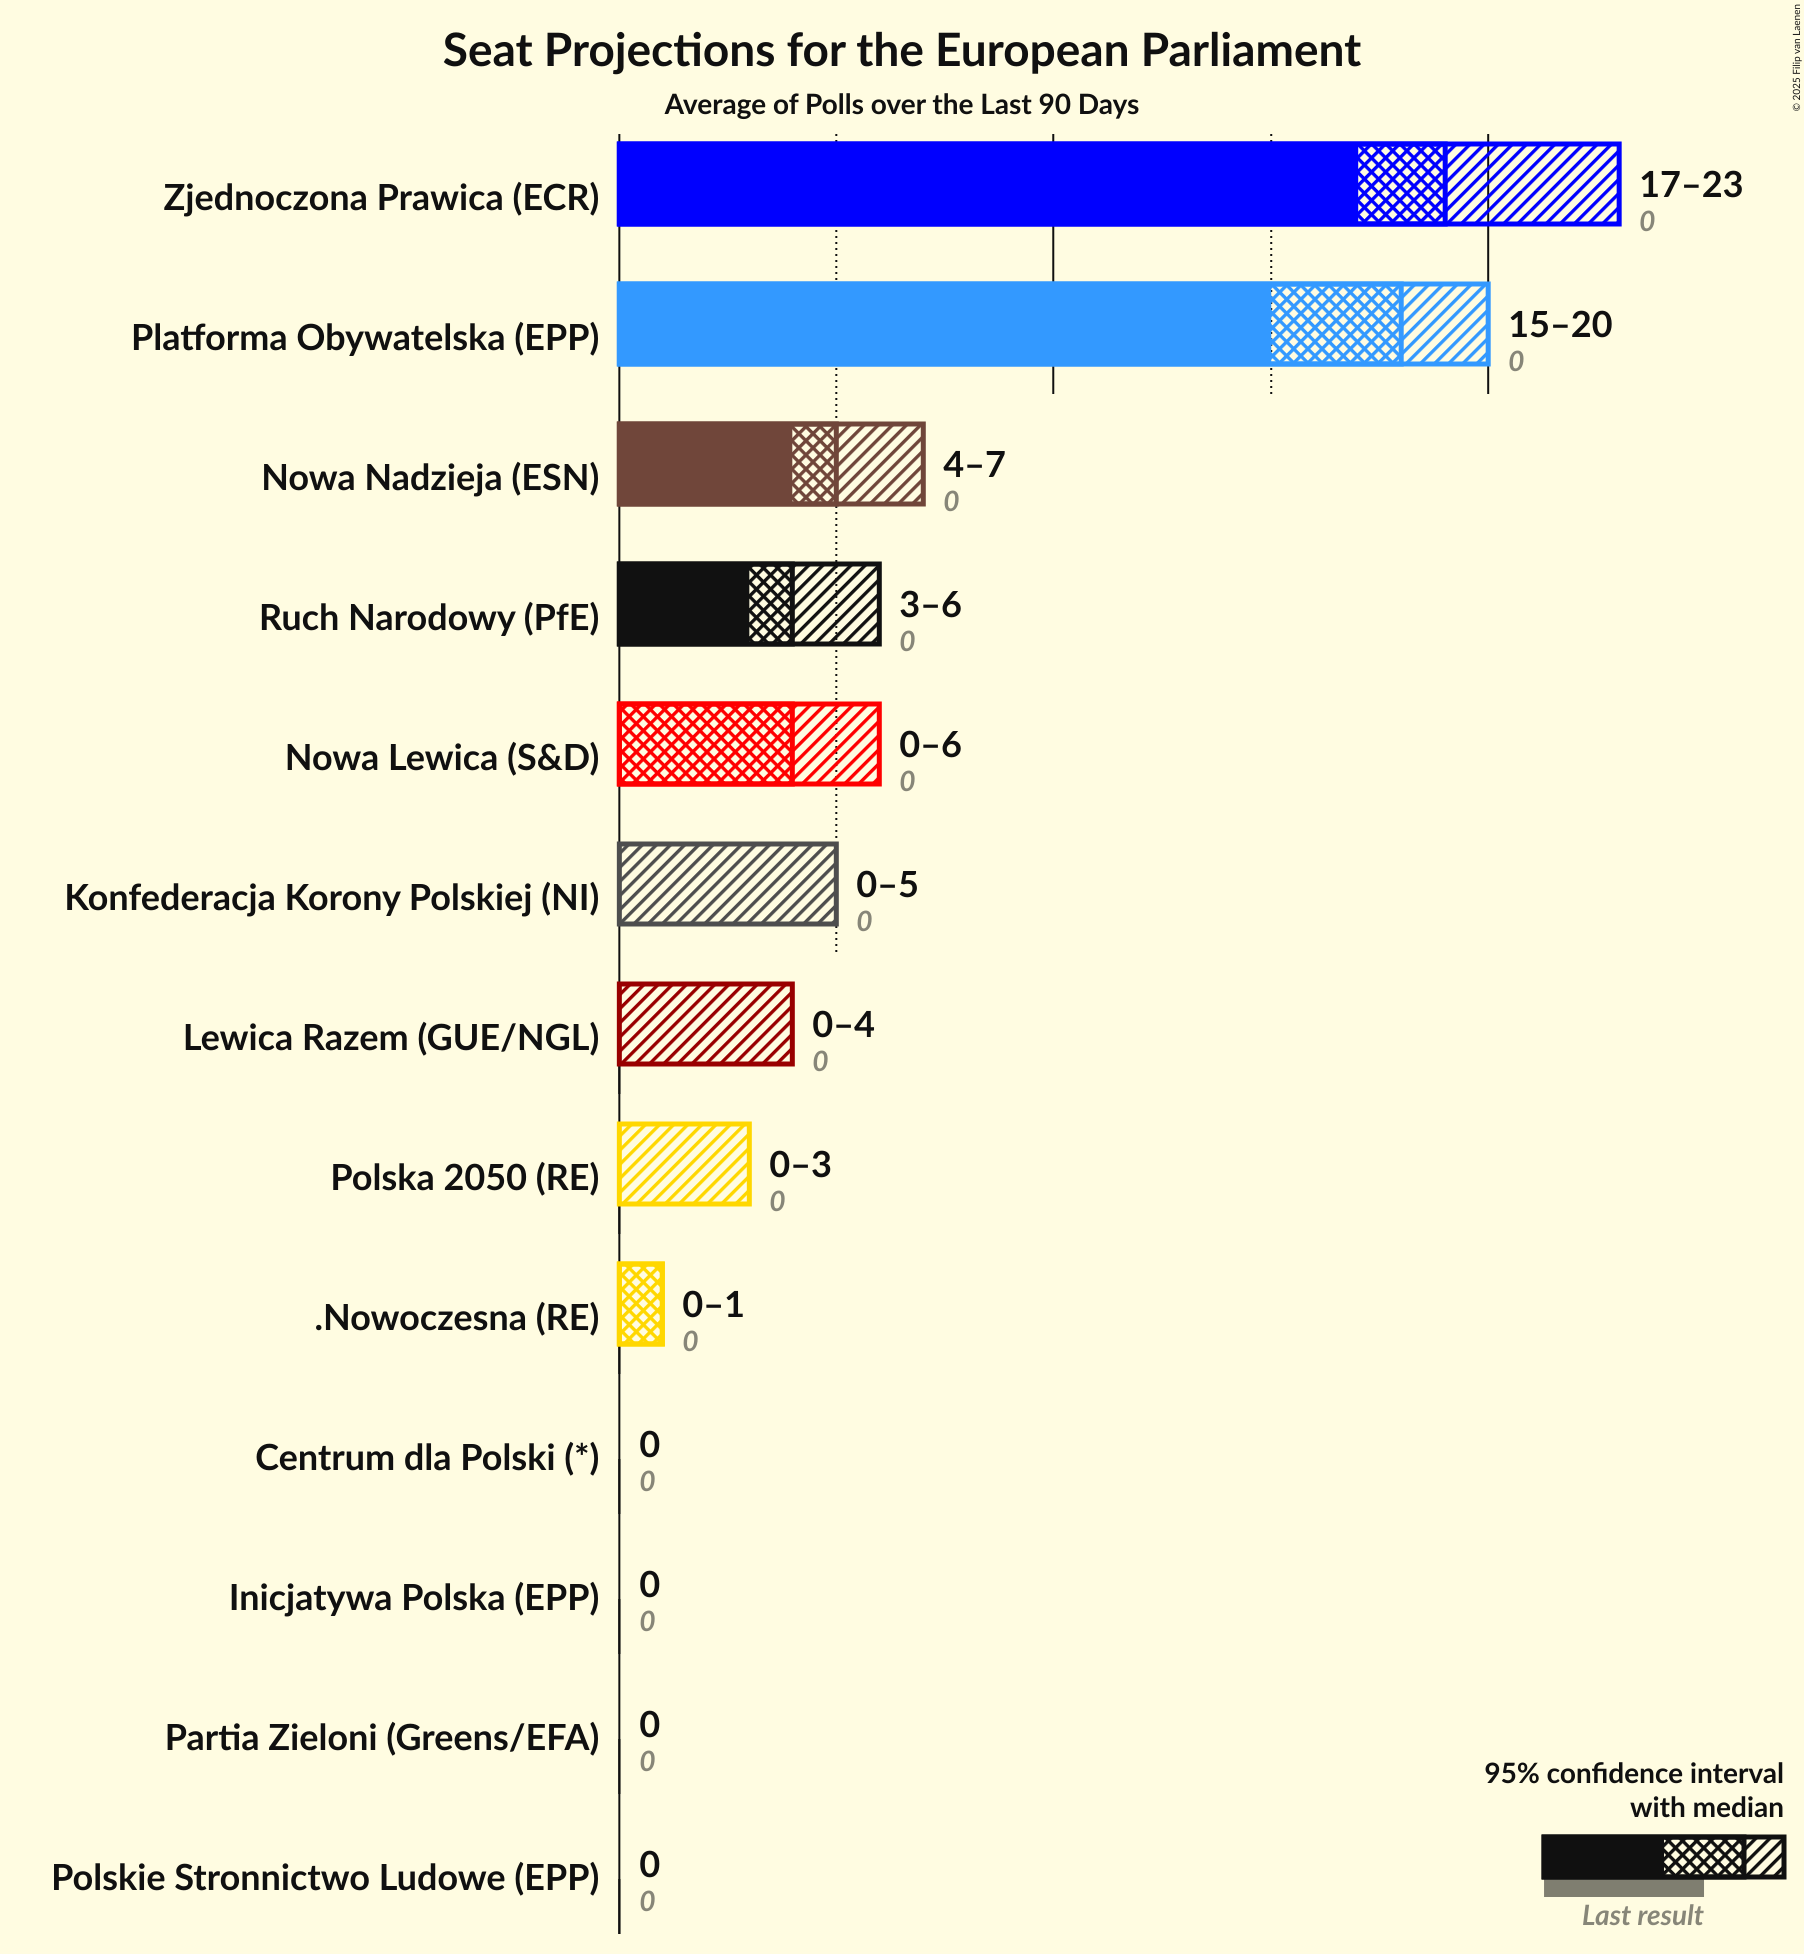 © 2025 Filip van Laenen
Seat Projections for the European Parliament
Average of Polls over the Last 90 Days
Zjednoczona Prawica (ECR)
17–23
0
Platforma Obywatelska (EPP)
15–20
0
Nowa Nadzieja (ESN)
4–7
0
Ruch Narodowy (PfE)
3–6
0
Nowa Lewica (S&D)
0–6
0
Konfederacja Korony Polskiej (NI)
0–5
0
Lewica Razem (GUE/NGL)
0–4
0
Polska 2050 (RE)
0–3
0
.Nowoczesna (RE)
0–1
0
Centrum dla Polski (*)
0
0
Inicjatywa Polska (EPP)
0
0
Partia Zieloni (Greens/EFA)
0
0
Polskie Stronnictwo Ludowe (EPP)
0
0
95% confidence interval
with median
Last result